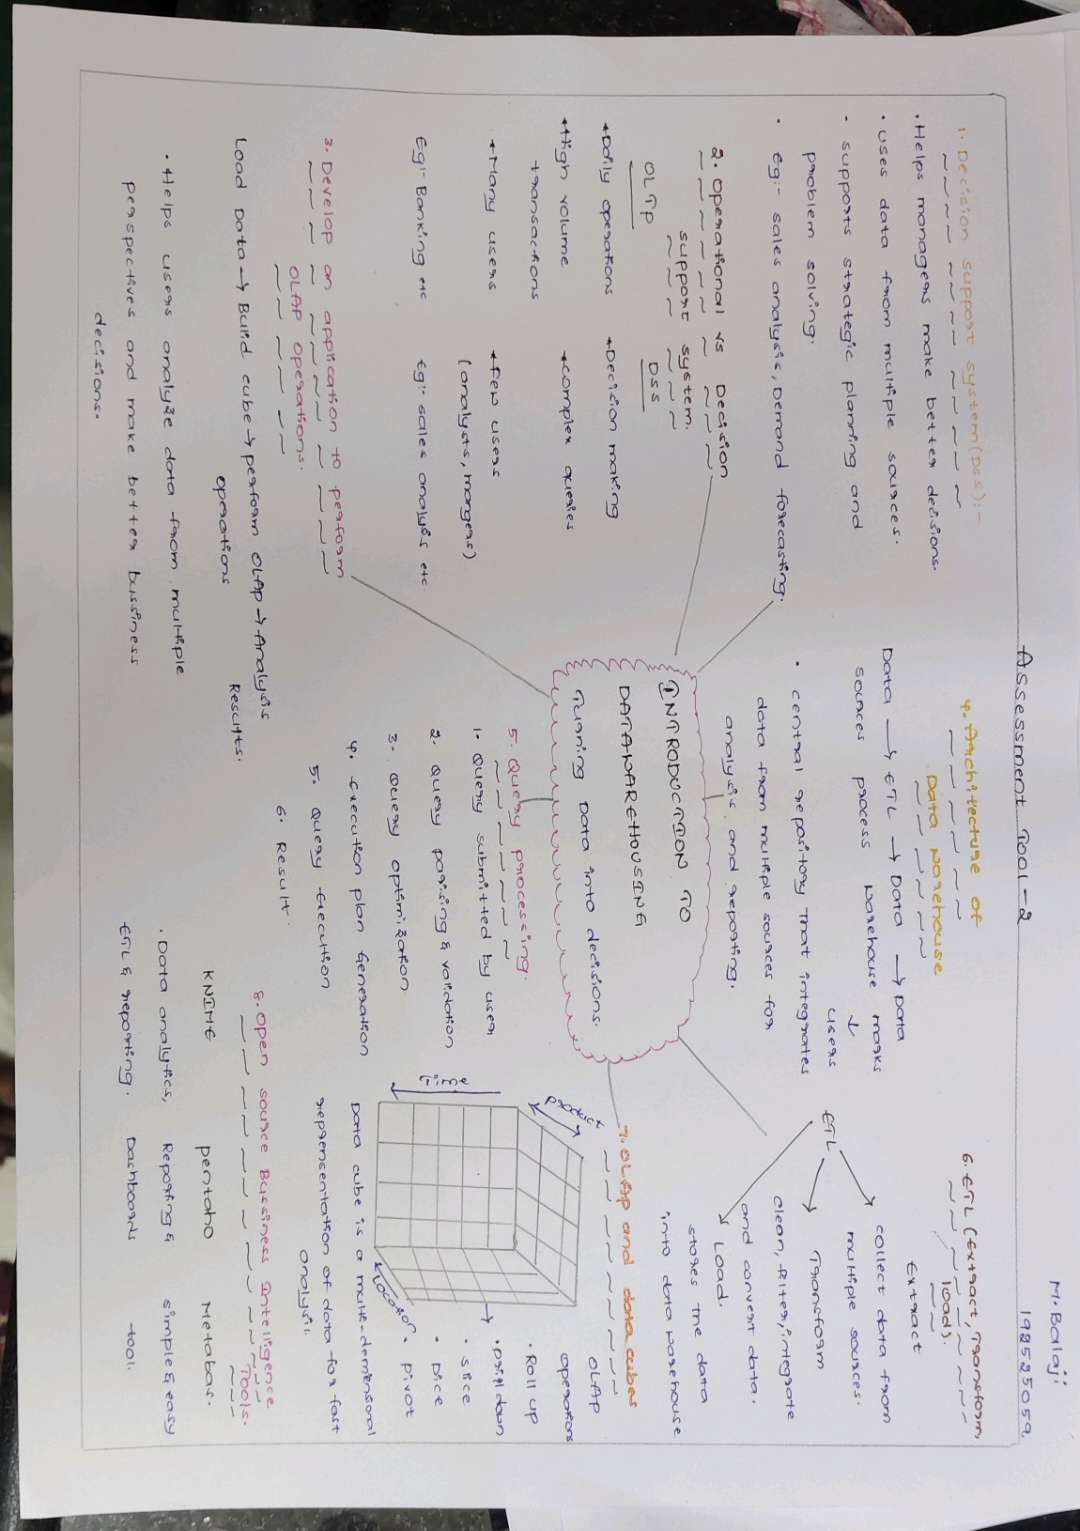 M. Balaji
192525059.
Assessment Tool-2
1. Decision support system (DSS):-
• Helps managers make better decisions.
• uses data from multiple sources.
• supports strategic planning and
problem solving.
• eg:- sales analysis, Demand forecasting.
2. Operational vs Decision
support system.
OLTP
DSS
→Daily operations
→Decision making
→High volume
transactions
→complex queries
→Many users
→few users
(analysts, mangers)
Eg:- Banking etc
Eg:- sales analysis etc.
3. Develop an application to perform
OLAP operations.
Load Data → Build cube → perform OLAP → Analysis
operations
Results.
• Helps users analyze data from multiple
perspectives and make better bussiness
decisions.
4. Architecture of
Data warehouse
Data → ETL → Data → Data
sources process warehouse marks
↓
users
• central repository that integrates
data from multiple sources for
analysis and reporting.
INTRODUCTION TO
DATAWAREHOUSING
Turning Data into decisions.
5. Query processing.
1. Query submitted by user
2. Query parsing & validation
3. Query optimization
4. Execution plan Generation
5. Query Execution
6. Result
6. ETL (Extract, Transform,
load).
ETL
Extract
collect data from
multiple sources.
Transform
clean, filter, integrate
and convert data.
Load.
stores the data
into data warehouse
7. OLAP and data cubes
Time
product
Location
OLAP
operations
• Roll up
• Drill down
• slice
• Dice
• pivot
Data cube is a multi-demensional
reprensentation of data for fast
analysis.
8. Open source Bussiness Intelligence
Tools.
KNIME
pentaho
Metabas.
• Data analytics,
ETL & reporting.
Reporting &
Dashboards
simple & easy
tool.